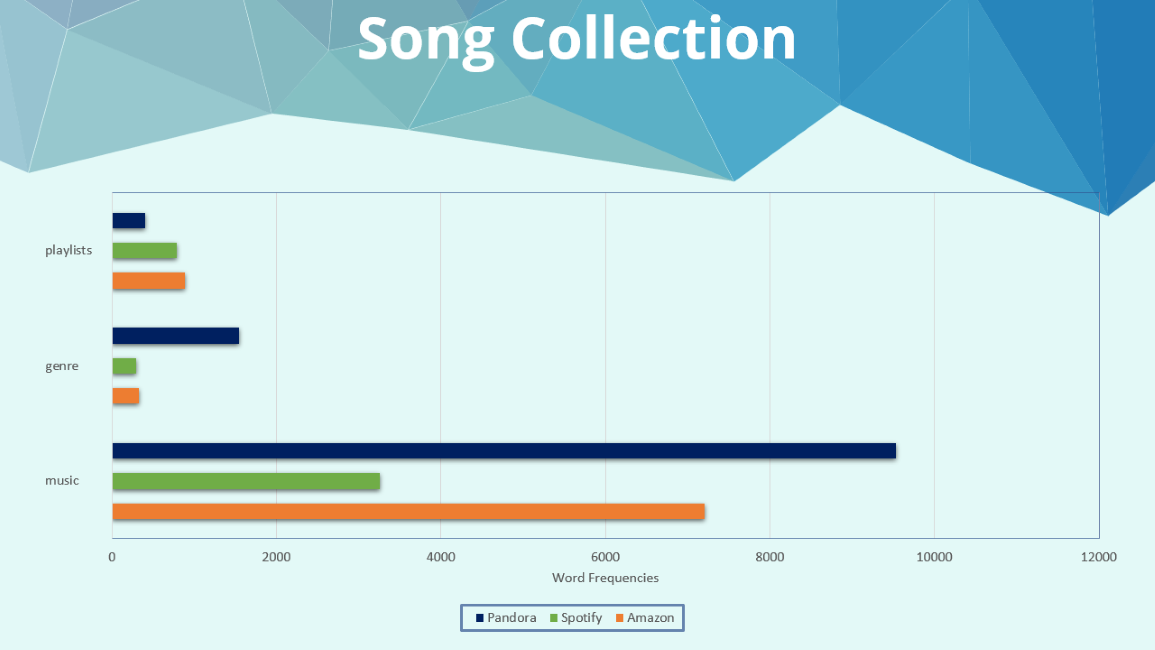 Song Collection
playlists
genre
music
0 2000 4000 6000 8000 10000 12000
Word Frequencies
Pandora Spotify Amazon